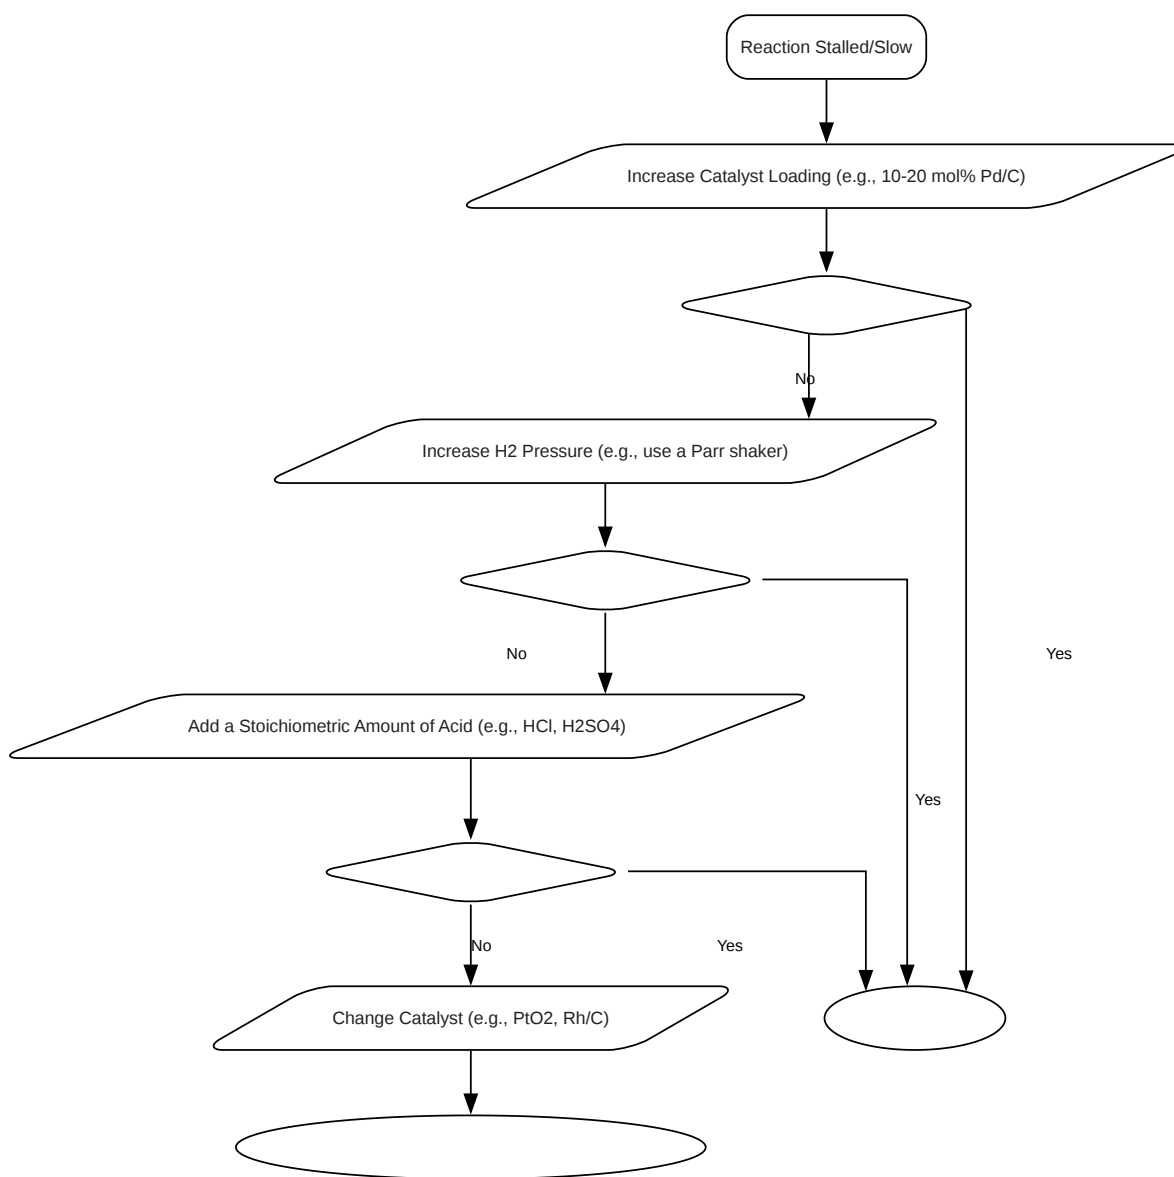 Reaction Stalled/Slow
Increase Catalyst Loading (e.g., 10-20 mol% Pd/C)
No
Increase H2 Pressure (e.g., use a Parr shaker)
No
Yes
Add a Stoichiometric Amount of Acid (e.g., HCl, H2SO4)
Yes
No
Yes
Change Catalyst (e.g., PtO2, Rh/C)